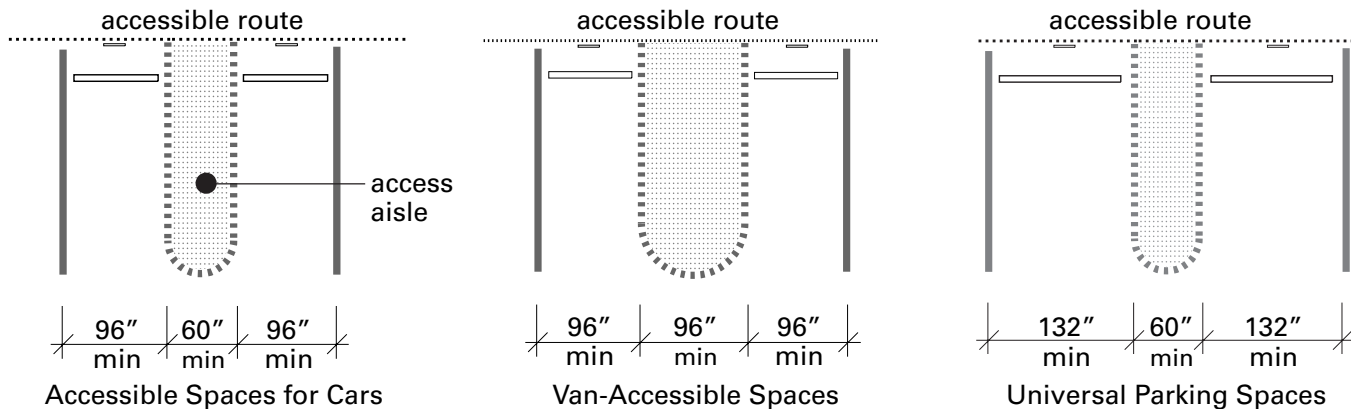 accessible route
access
aisle
96″ 60″ 96″
min min min
Accessible Spaces for Cars
accessible route
96″ 96″ 96″
min min min
Van-Accessible Spaces
accessible route
132″ 60″ 132″
min min min
Universal Parking Spaces